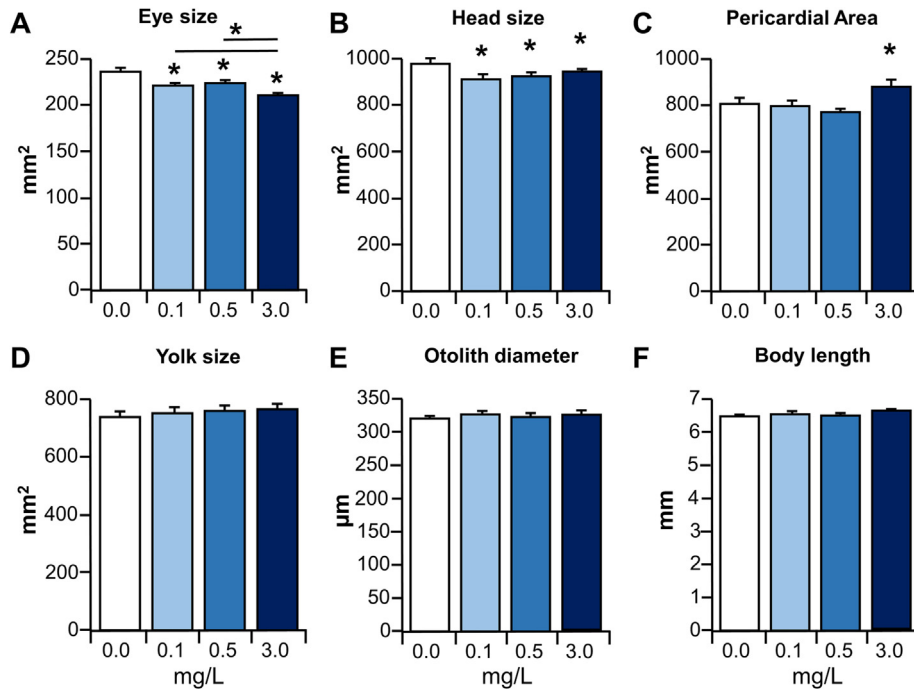 A Eye size
*
* * *
250
200
150
100
50
0
mm²
0.0 0.1 0.5 3.0
B Head size
* * *
1000
800
600
400
200
0
mm²
0.0 0.1 0.5 3.0
C Pericardial Area
*
1000
800
600
400
200
0
mm²
0.0 0.1 0.5 3.0
D Yolk size
800
600
400
200
0
mm²
0.0 0.1 0.5 3.0
mg/L
E Otolith diameter
350
300
250
200
150
100
50
0
µm
0.0 0.1 0.5 3.0
mg/L
F Body length
7
6
5
4
3
2
1
0
mm
0.0 0.1 0.5 3.0
mg/L